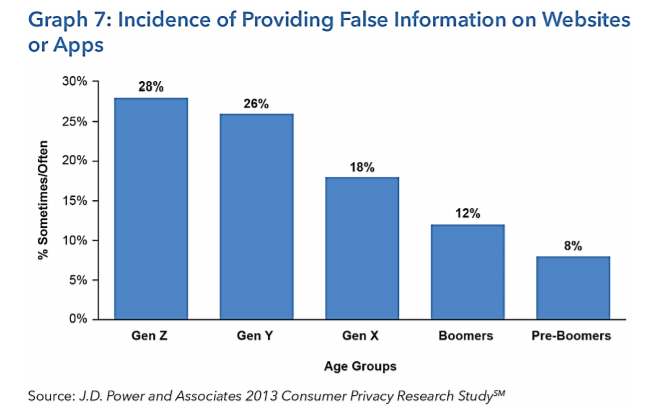 Graph 7: Incidence of Providing False Information on Websites
or Apps
30%
28%
26%
25%
20%
18%
15%
12%
10%
8%
5%
0%
% Sometimes/Often
Gen Z Gen Y Gen X Boomers Pre-Boomers
Age Groups
Source: J.D. Power and Associates 2013 Consumer Privacy Research Study℠